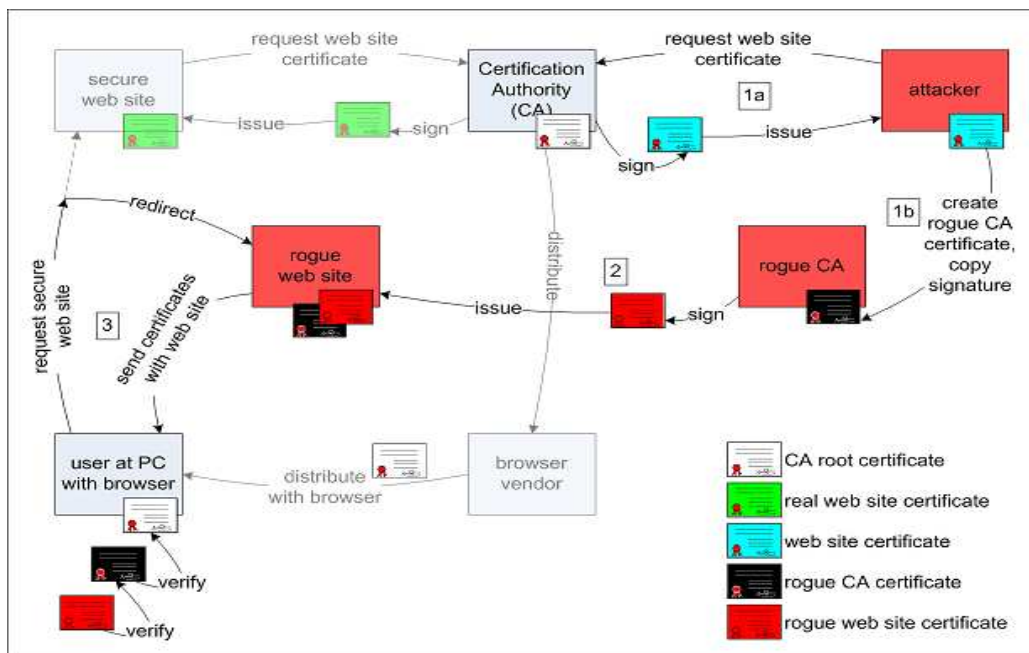 request web site
certificate
secure
web site
issue
sign
Certification
Authority
(CA)
sign
request web site
certificate
1a
issue
attacker
redirect
rogue
web site
distribute
2
issue
sign
rogue CA
1b
create
rogue CA
certificate,
copy
signature
request secure
web site
3
send certificates
with web site
user at PC
with browser
distribute
with browser
browser
vendor
verify
verify
CA root certificate
real web site certificate
web site certificate
rogue CA certificate
rogue web site certificate